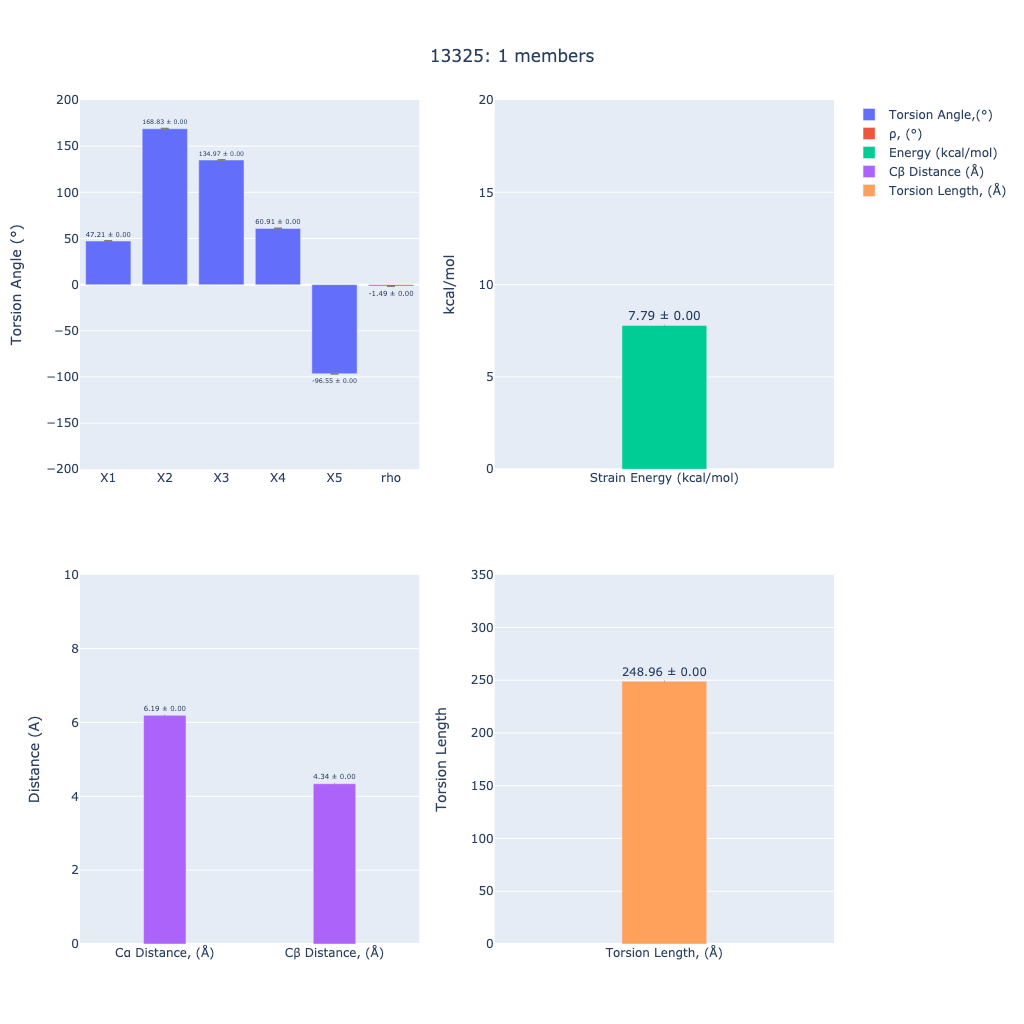 13325: 1 members
Torsion Angle (°)
200
150
100
50
0
−50
−100
−150
−200
47.21 ± 0.00
168.83 ± 0.00
134.97 ± 0.00
60.91 ± 0.00
-96.55 ± 0.00
-1.49 ± 0.00
X1 X2 X3 X4 X5 rho
kcal/mol
20
15
10
5
0
7.79 ± 0.00
Strain Energy (kcal/mol)
Torsion Angle,(°)
ρ, (°)
Energy (kcal/mol)
Cβ Distance (Å)
Torsion Length, (Å)
Distance (A)
10
8
6
4
2
0
6.19 ± 0.00
4.34 ± 0.00
Cα Distance, (Å) Cβ Distance, (Å)
Torsion Length
350
300
250
200
150
100
50
0
248.96 ± 0.00
Torsion Length, (Å)